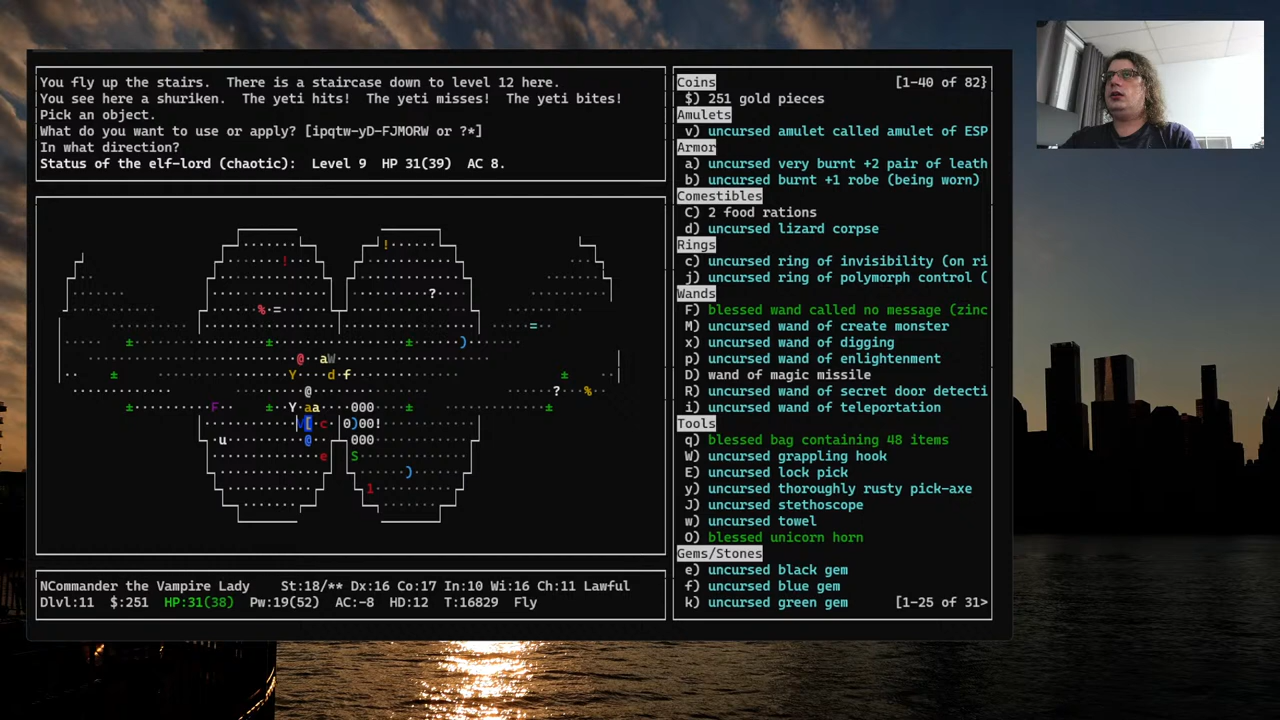 You fly up the stairs.  There is a staircase down to level 12 here.
You see here a shuriken.  The yeti hits!  The yeti misses!  The yeti bites!
Pick an object.
What do you want to use or apply? [ipqtw-yD-FJMORW or ?*]
In what direction?
Status of the elf-lord (chaotic):  Level 9  HP 31(39)  AC 8.
NCommander the Vampire Lady    St:18/** Dx:16 Co:17 In:10 Wi:16 Ch:11 Lawful
Dlvl:11  $:251  HP:31(38)  Pw:19(52)  AC:-8  HD:12  T:16829  Fly
Coins [1-40 of 82}
$) 251 gold pieces
Amulets
v) uncursed amulet called amulet of ESP
Armor
a) uncursed very burnt +2 pair of leath
b) uncursed burnt +1 robe (being worn)
Comestibles
C) 2 food rations
d) uncursed lizard corpse
Rings
c) uncursed ring of invisibility (on ri
j) uncursed ring of polymorph control (
Wands
F) blessed wand called no message (zinc
M) uncursed wand of create monster
x) uncursed wand of digging
p) uncursed wand of enlightenment
D) wand of magic missile
R) uncursed wand of secret door detecti
i) uncursed wand of teleportation
Tools
q) blessed bag containing 48 items
W) uncursed grappling hook
E) uncursed lock pick
y) uncursed thoroughly rusty pick-axe
J) uncursed stethoscope
w) uncursed towel
O) blessed unicorn horn
Gems/Stones
e) uncursed black gem
f) uncursed blue gem
k) uncursed green gem [1-25 of 31>